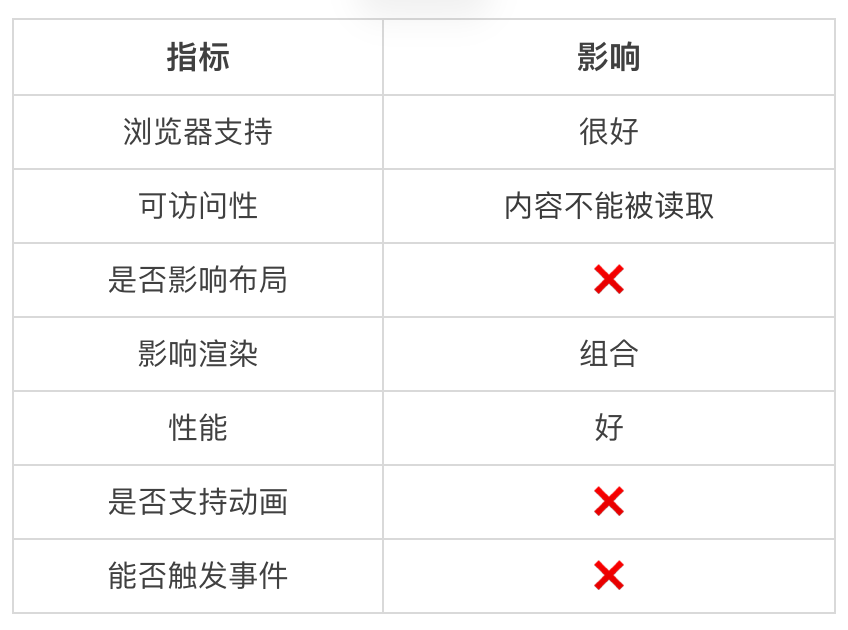 指标 影响
浏览器支持 很好
可访问性 内容不能被读取
是否影响布局 ❌
影响渲染 组合
性能 好
是否支持动画 ❌
能否触发事件 ❌